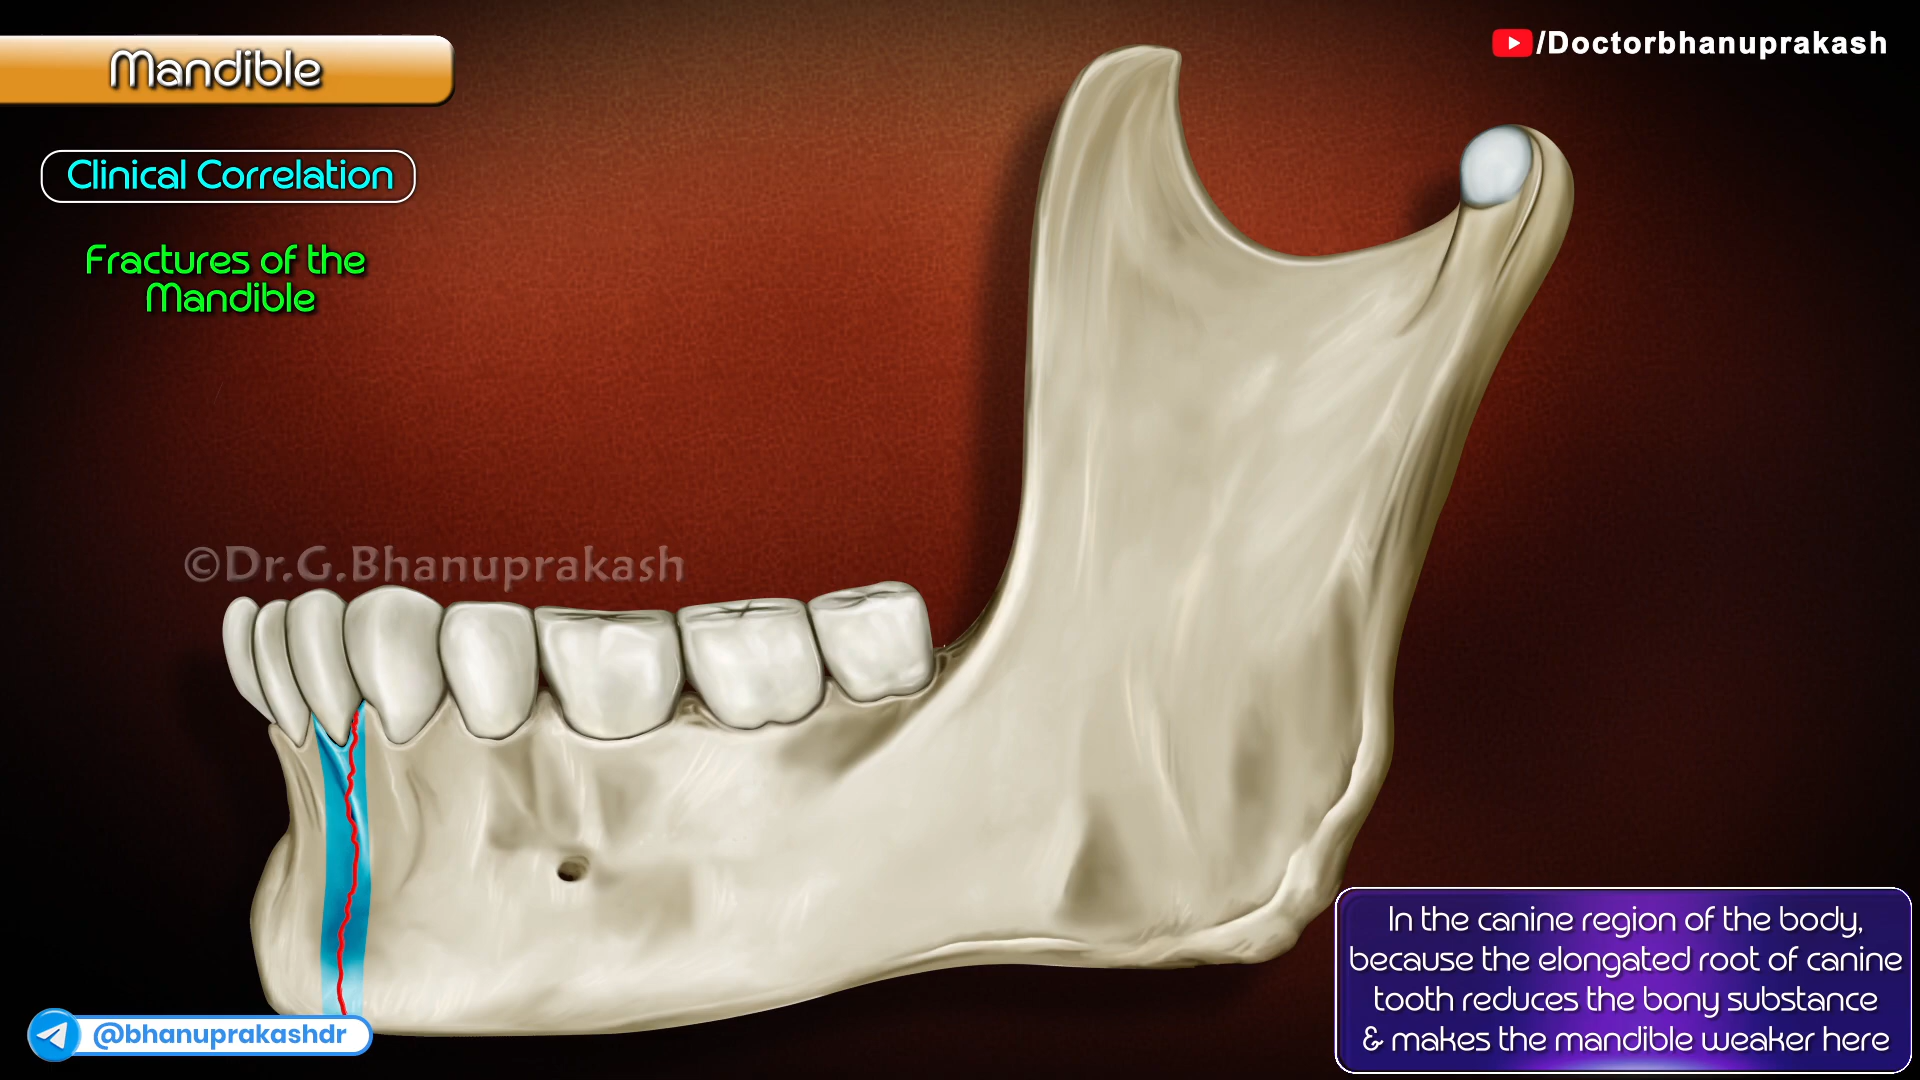 Mandible
/Doctorbhanuprakash
Clinical Correlation
Fractures of the
Mandible
©Dr.G.Bhanuprakash
In the canine region of the body,
because the elongated root of canine
tooth reduces the bony substance
& makes the mandible weaker here
@bhanuprakashdr